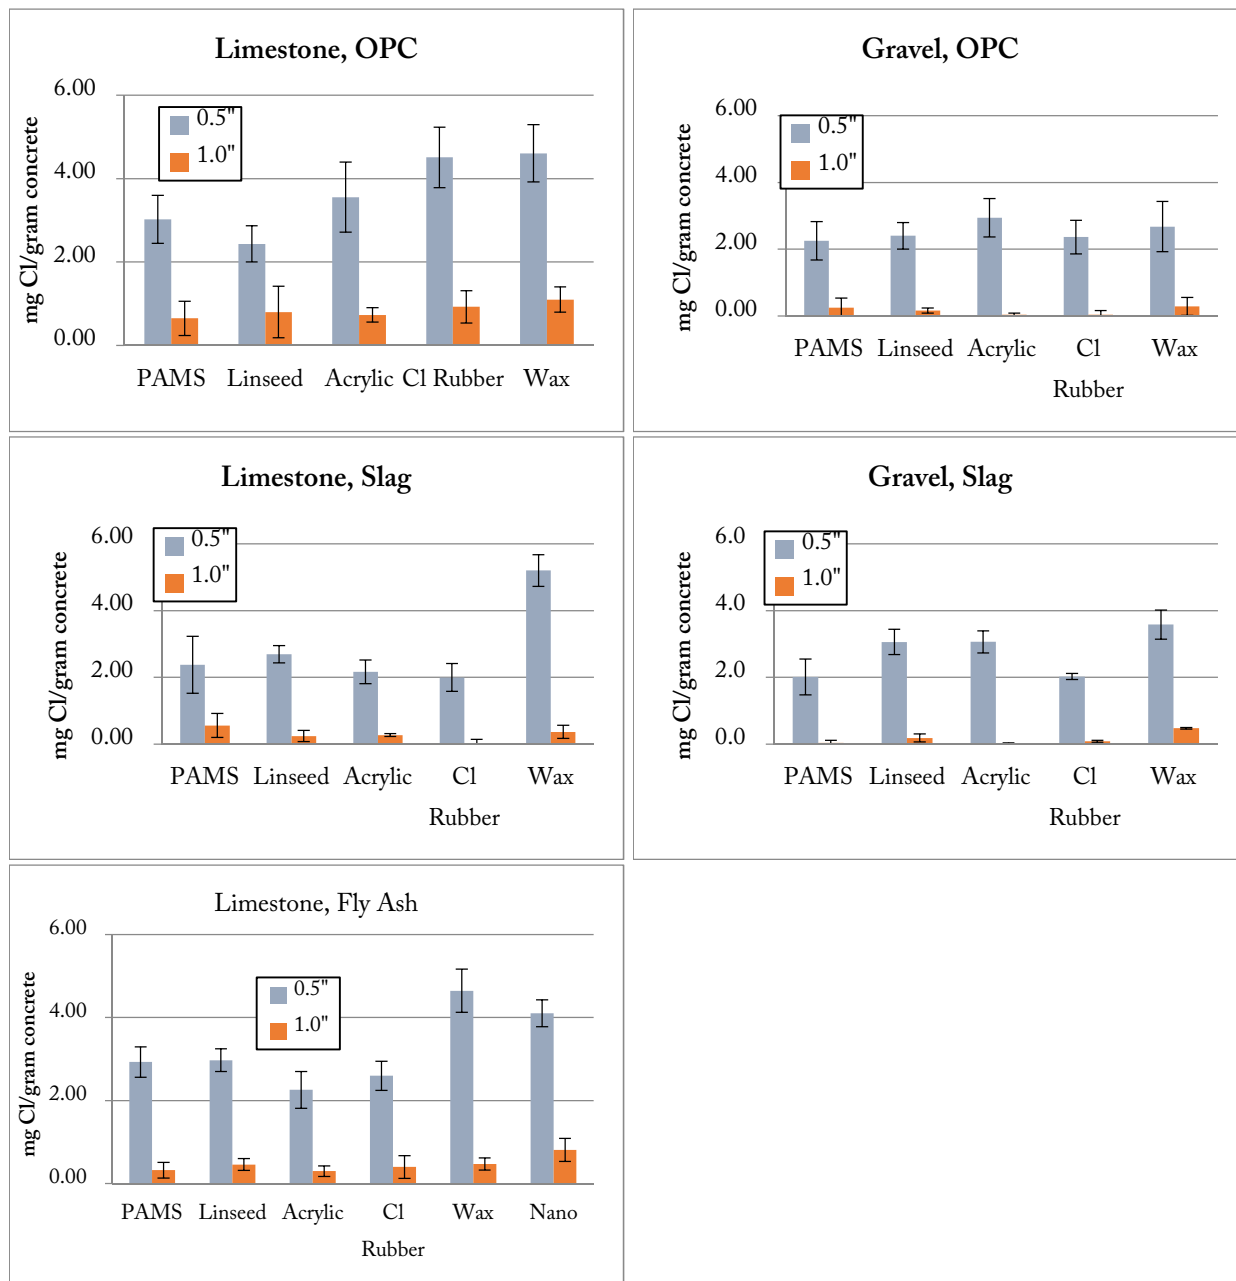 Limestone, OPC
mg Cl/gram concrete
6.00
4.00
2.00
0.00
0.5"
1.0"
PAMS Linseed Acrylic Cl Rubber Wax
Gravel, OPC
mg Cl/gram concrete
6.00
4.00
2.00
0.00
0.5"
1.0"
PAMS Linseed Acrylic Cl Wax
Rubber
Limestone, Slag
mg Cl/gram concrete
6.00
4.00
2.00
0.00
0.5"
1.0"
PAMS Linseed Acrylic Cl Wax
Rubber
Gravel, Slag
mg Cl/gram concrete
6.0
4.0
2.0
0.0
0.5"
1.0"
PAMS Linseed Acrylic Cl Wax
Rubber
Limestone, Fly Ash
mg Cl/gram concrete
6.00
4.00
2.00
0.00
0.5"
1.0"
PAMS Linseed Acrylic Cl Wax Nano
Rubber